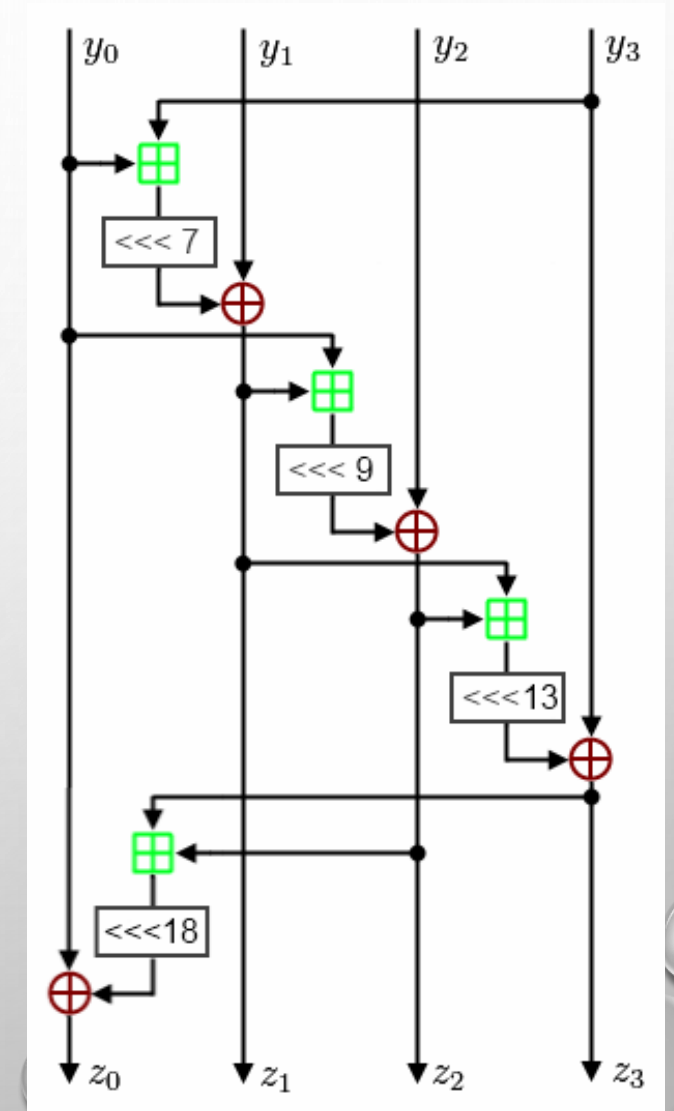 y₀ y₁ y₂ y₃
<<< 7
<<< 9
<<<13
<<<18
z₀ z₁ z₂ z₃